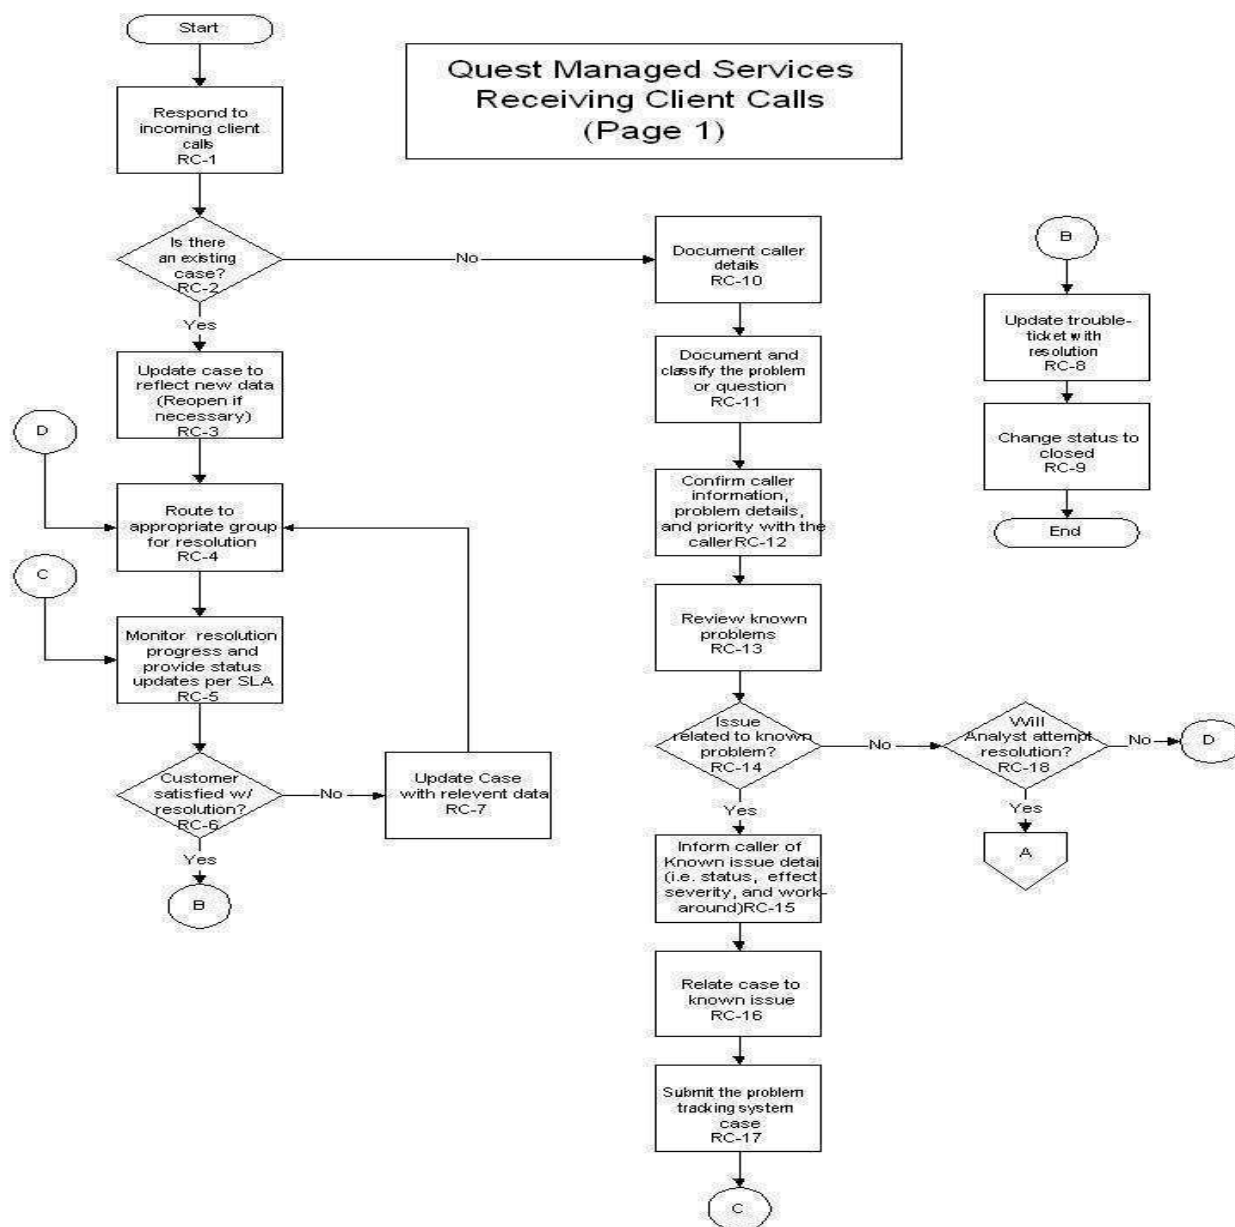 Start
Quest Managed Services
Receiving Client Calls
(Page 1)
Respond to
incoming client
calls
RC-1
Is there
an existing
case?
RC-2
No
Yes
Document caller
details
RC-10
B
Update trouble-
ticket with
resolution
RC-8
Change status to
closed
RC-9
End
Update case to
reflect new data
(Reopen if
necessary)
RC-3
D
Route to
appropriate group
for resolution
RC-4
C
Monitor resolution
progress and
provide status
updates per SLA
RC-5
Customer
satisfied w/
resolution?
RC-6
No
Update Case
with relevent data
RC-7
Yes
B
Document and
classify the problem
or question
RC-11
Confirm caller
information,
problem details,
and priority with the
callerRC-12
Review known
problems
RC-13
Issue
related to known
problem?
RC-14
No
Will
Analyst attempt
resolution?
RC-18
No
D
Yes
A
Yes
Inform caller of
Known issue detai
(i.e. status, effect
severity, and work-
around)RC-15
Relate case to
known issue
RC-16
Submit the problem
tracking system
case
RC-17
C